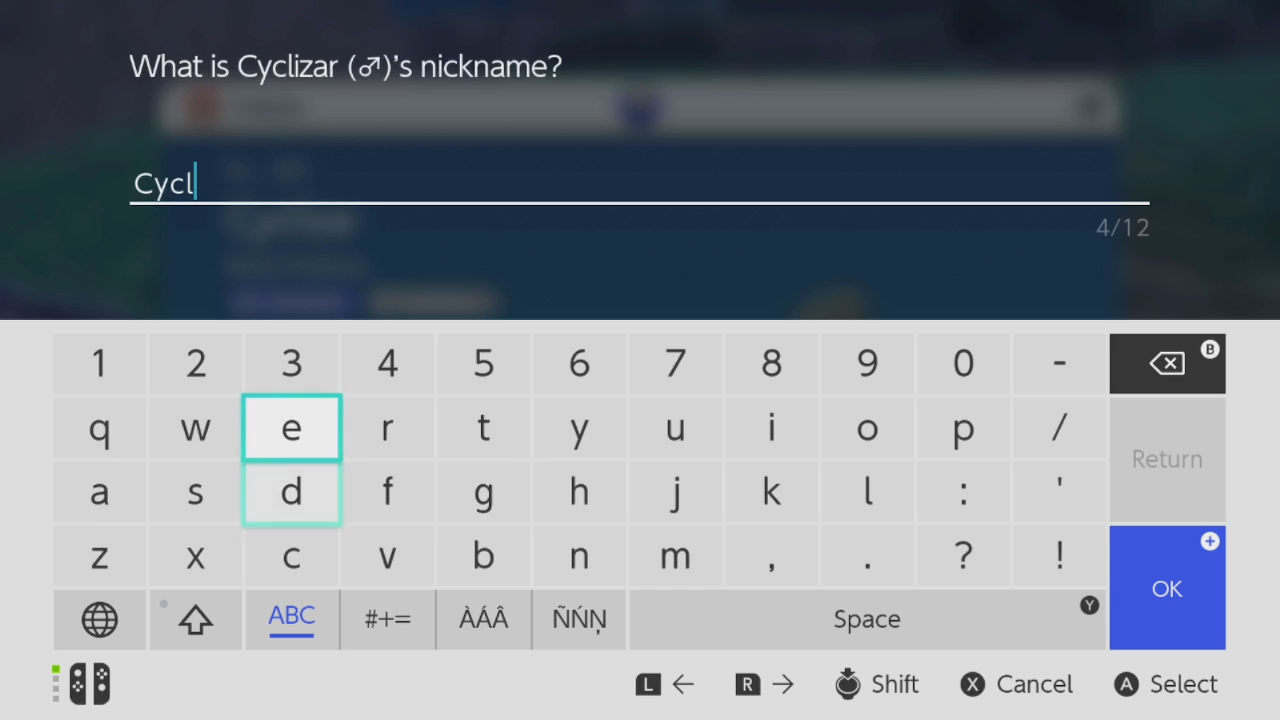 What is Cyclizar (♂)'s nickname?
Cycl
4/12
1 2 3 4 5 6 7 8 9 0 - B
q w e r t y u i o p / Return
a s d f g h j k l : '
z x c v b n m , . ? ! + OK
ABC #+= ÀÁÂ ÑŃŅ Space Y
L ← R → Shift X Cancel A Select